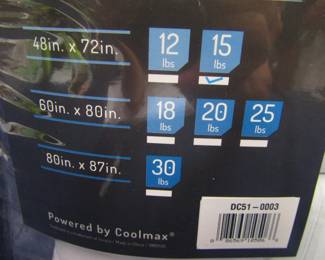 48in. x 72in. 12 lbs 15 lbs
60in. x 80in. 18 lbs 20 lbs 25 lbs
80in. x 87in. 30 lbs
DC51-0003
Powered by Coolmax®